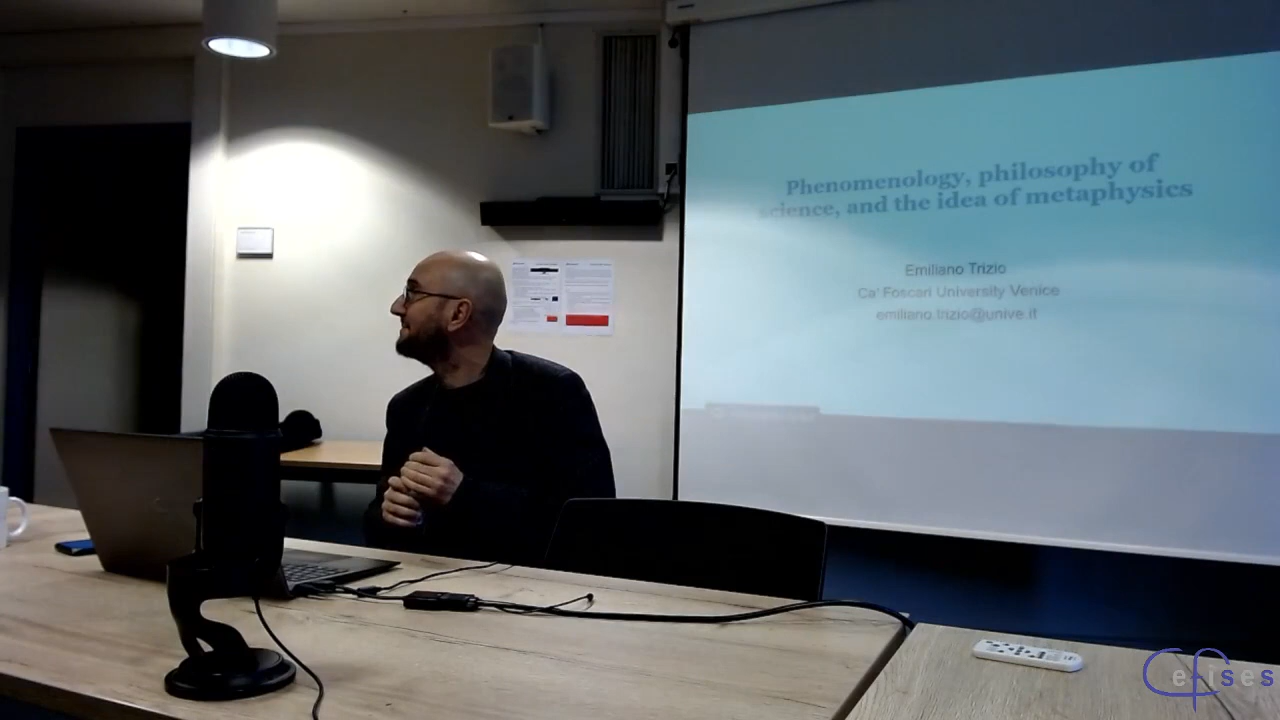 Phenomenology, philosophy of
science, and the idea of metaphysics
Emiliano Trizio
Ca' Foscari University Venice
emiliano.trizio@unive.it
Cefises